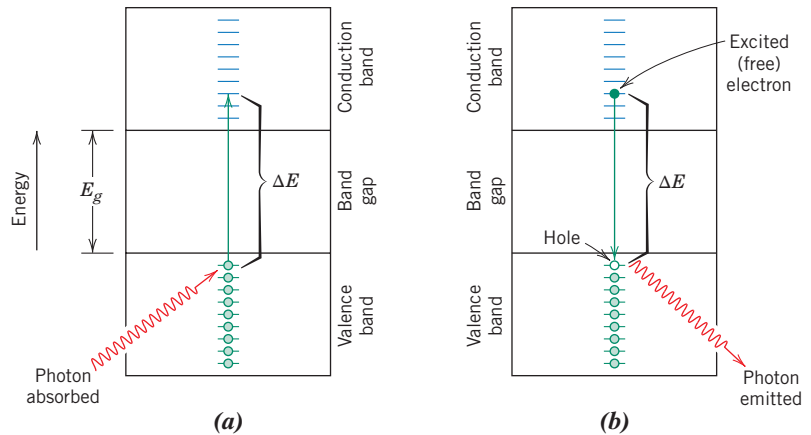 Energy
E_g
ΔE
Conduction
band
Band
gap
Valence
band
Photon
absorbed
(a)
Conduction
band
Band
gap
Valence
band
Excited
(free)
electron
ΔE
Hole
Photon
emitted
(b)